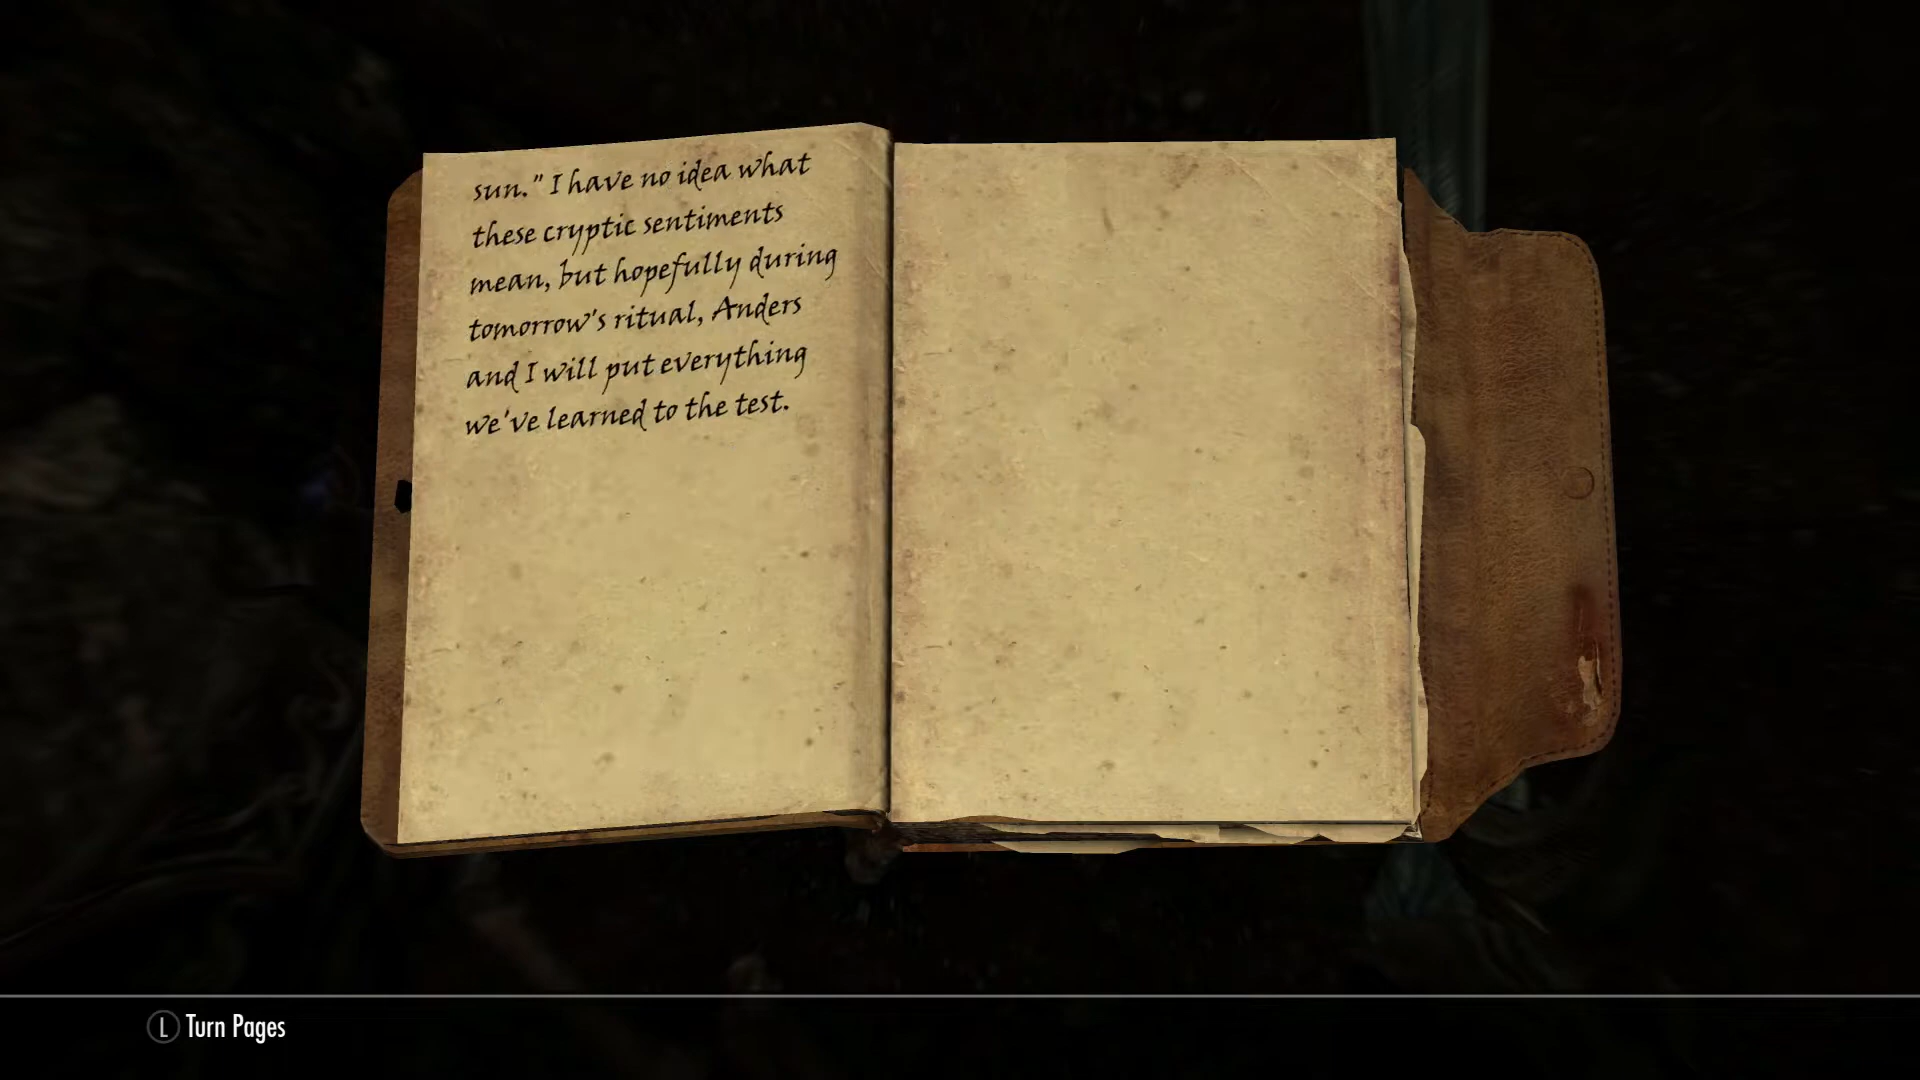 sun." I have no idea what
these cryptic sentiments
mean, but hopefully during
tomorrow's ritual, Anders
and I will put everything
we've learned to the test.
L Turn Pages